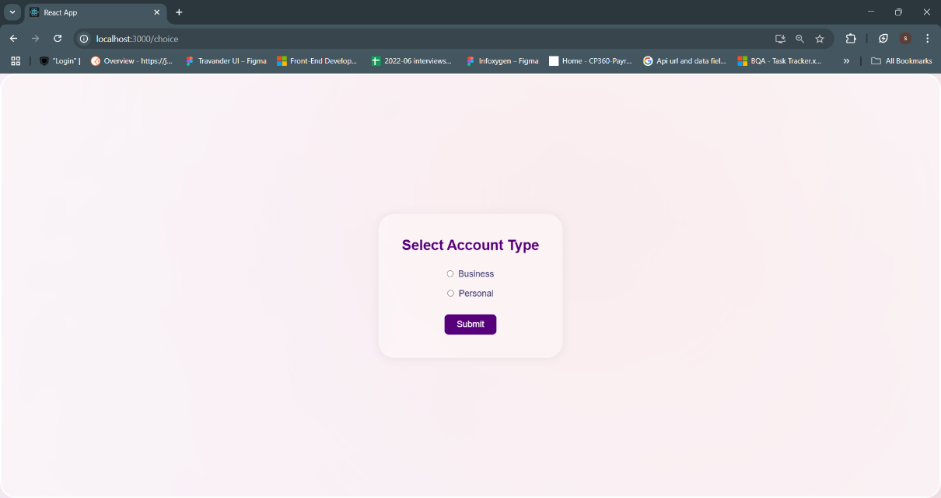 React App
localhost:3000/choice
"Login" |
Overview - https://j...
Travander UI – Figma
Front-End Develop...
2022-06 interviews...
Infoxygen – Figma
Home - CP360-Payr...
Api url and data fiel...
BQA - Task Tracker.x...
All Bookmarks
Select Account Type
Business
Personal
Submit